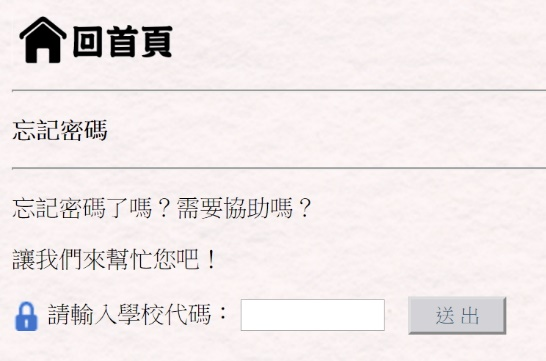 回首頁
忘記密碼
忘記密碼了嗎？需要協助嗎？
讓我們來幫忙您吧！
請輸入學校代碼： 送出